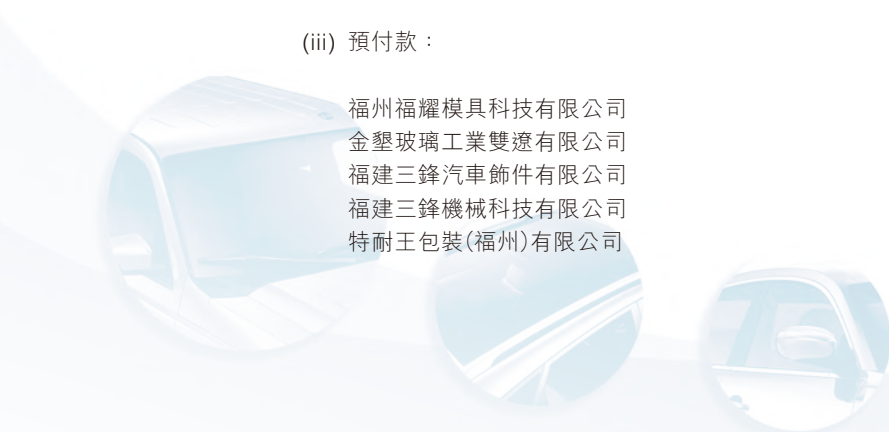 (iii) 預付款：
福州福耀模具科技有限公司
金墾玻璃工業雙遼有限公司
福建三鋒汽車飾件有限公司
福建三鋒機械科技有限公司
特耐王包裝(福州)有限公司